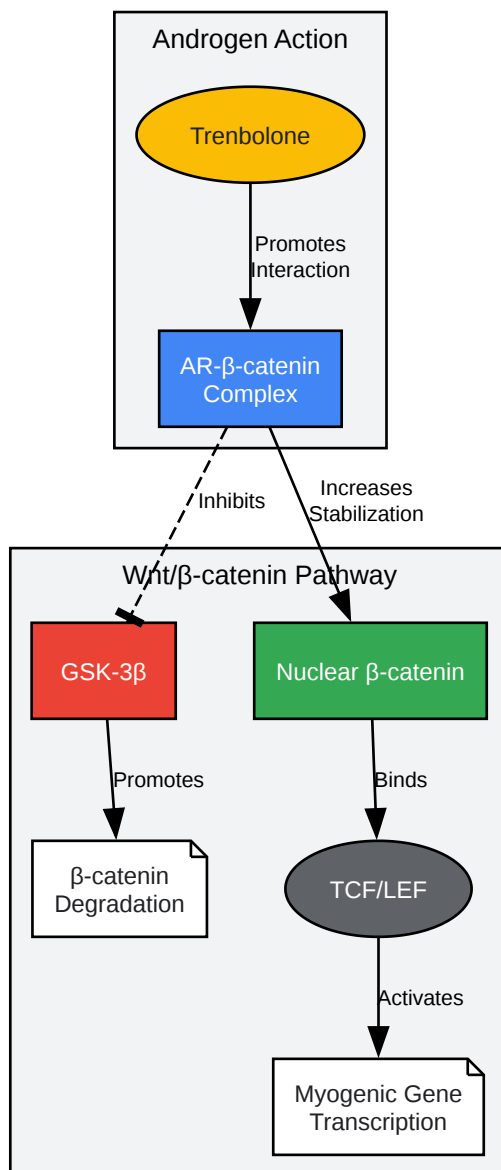 Androgen Action
Trenbolone
Promotes
Interaction
AR-β-catenin
Complex
Inhibits
Increases
Stabilization
Wnt/β-catenin Pathway
GSK-3β
Nuclear β-catenin
Promotes
Binds
β-catenin
Degradation
TCF/LEF
Activates
Myogenic Gene
Transcription